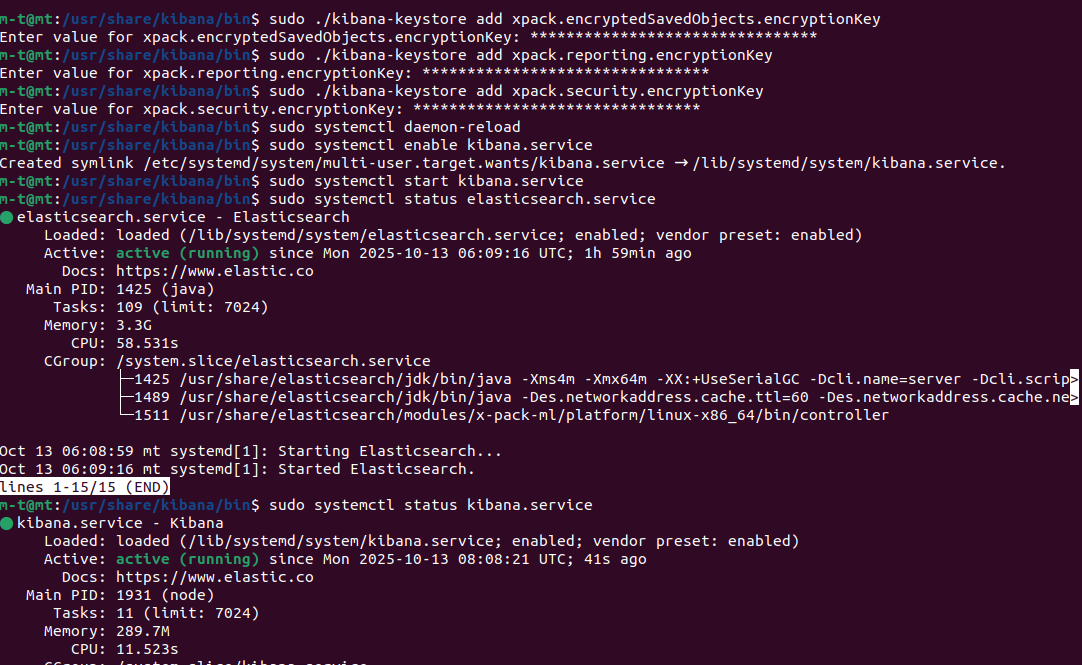 m-t@mt:/usr/share/kibana/bin$ sudo ./kibana-keystore add xpack.encryptedSavedObjects.encryptionKey
Enter value for xpack.encryptedSavedObjects.encryptionKey: ********************************
m-t@mt:/usr/share/kibana/bin$ sudo ./kibana-keystore add xpack.reporting.encryptionKey
Enter value for xpack.reporting.encryptionKey: ********************************
m-t@mt:/usr/share/kibana/bin$ sudo ./kibana-keystore add xpack.security.encryptionKey
Enter value for xpack.security.encryptionKey: ********************************
m-t@mt:/usr/share/kibana/bin$ sudo systemctl daemon-reload
m-t@mt:/usr/share/kibana/bin$ sudo systemctl enable kibana.service
Created symlink /etc/systemd/system/multi-user.target.wants/kibana.service → /lib/systemd/system/kibana.service.
m-t@mt:/usr/share/kibana/bin$ sudo systemctl start kibana.service
m-t@mt:/usr/share/kibana/bin$ sudo systemctl status elasticsearch.service
● elasticsearch.service - Elasticsearch
Loaded: loaded (/lib/systemd/system/elasticsearch.service; enabled; vendor preset: enabled)
Active: active (running) since Mon 2025-10-13 06:09:16 UTC; 1h 59min ago
Docs: https://www.elastic.co
Main PID: 1425 (java)
Tasks: 109 (limit: 7024)
Memory: 3.3G
CPU: 58.531s
CGroup: /system.slice/elasticsearch.service
├─1425 /usr/share/elasticsearch/jdk/bin/java -Xms4m -Xmx64m -XX:+UseSerialGC -Dcli.name=server -Dcli.scrip>
├─1489 /usr/share/elasticsearch/jdk/bin/java -Des.networkaddress.cache.ttl=60 -Des.networkaddress.cache.ne>
└─1511 /usr/share/elasticsearch/modules/x-pack-ml/platform/linux-x86_64/bin/controller
Oct 13 06:08:59 mt systemd[1]: Starting Elasticsearch...
Oct 13 06:09:16 mt systemd[1]: Started Elasticsearch.
lines 1-15/15 (END)
m-t@mt:/usr/share/kibana/bin$ sudo systemctl status kibana.service
● kibana.service - Kibana
Loaded: loaded (/lib/systemd/system/kibana.service; enabled; vendor preset: enabled)
Active: active (running) since Mon 2025-10-13 08:08:21 UTC; 41s ago
Docs: https://www.elastic.co
Main PID: 1931 (node)
Tasks: 11 (limit: 7024)
Memory: 289.7M
CPU: 11.523s
CGroup: /system.slice/kibana.service